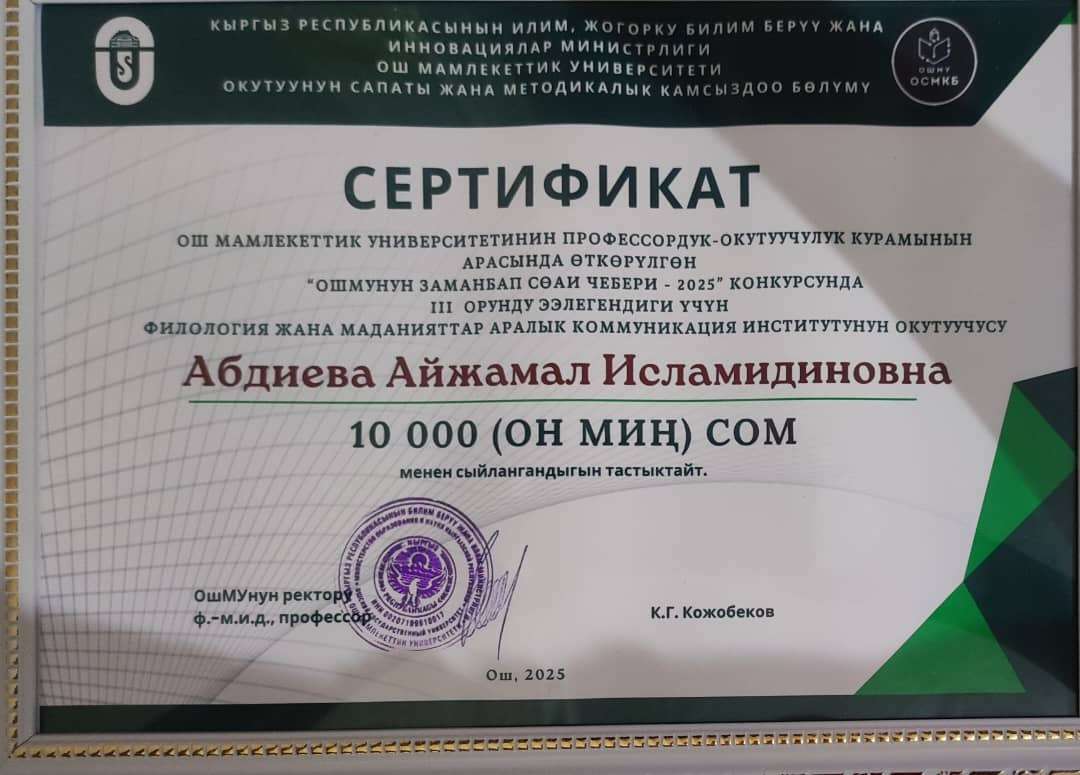 КЫРГЫЗ РЕСПУБЛИКАСЫНЫН ИЛИМ, ЖОГОРКУ БИЛИМ БЕРҮҮ ЖАНА
ИННОВАЦИЯЛАР МИНИСТРЛИГИ
ОШ МАМЛЕКЕТТИК УНИВЕРСИТЕТИ
ОКУТУУНУН САПАТЫ ЖАНА МЕТОДИКАЛЫК КАМСЫЗДОО БӨЛҮМҮ
ОШМУ
ОСМКБ
СЕРТИФИКАТ
ОШ МАМЛЕКЕТТИК УНИВЕРСИТЕТИНИН ПРОФЕССОРДУК-ОКУТУУЧУЛУК КУРАМЫНЫН
АРАСЫНДА ӨТКӨРҮЛГӨН
“ОШМУНУН ЗАМАНБАП СӨАИ ЧЕБЕРИ - 2025” КОНКУРСУНДА
III ОРУНДУ ЭЭЛЕГЕНДИГИ ҮЧҮН
ФИЛОЛОГИЯ ЖАНА МАДАНИЯТТАР АРАЛЫК КОММУНИКАЦИЯ ИНСТИТУТУНУН ОКУТУУЧУСУ
Абдиева Айжамал Исламидиновна
10 000 (ОН МИҢ) СОМ
менен сыйлангандыгын тастыктайт.
ОшМУнун ректору
ф.-м.и.д., профессор
К.Г. Кожобеков
Ош, 2025